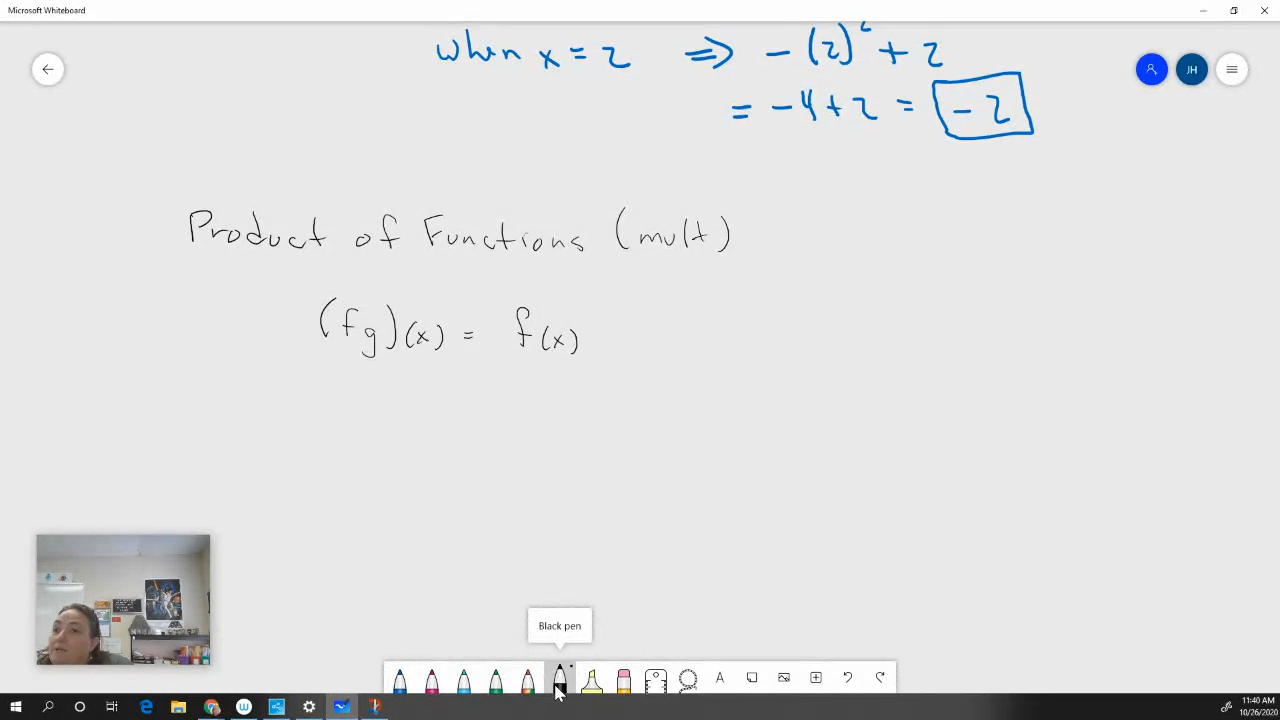 Microsoft Whiteboard
when x = 2 ⇒ -(2)² + 2
= -4 + 2 = -2
JH
Product of Functions (mult)
(fg)(x) = f(x)
Black pen
A
11:40 AM
10/26/2020